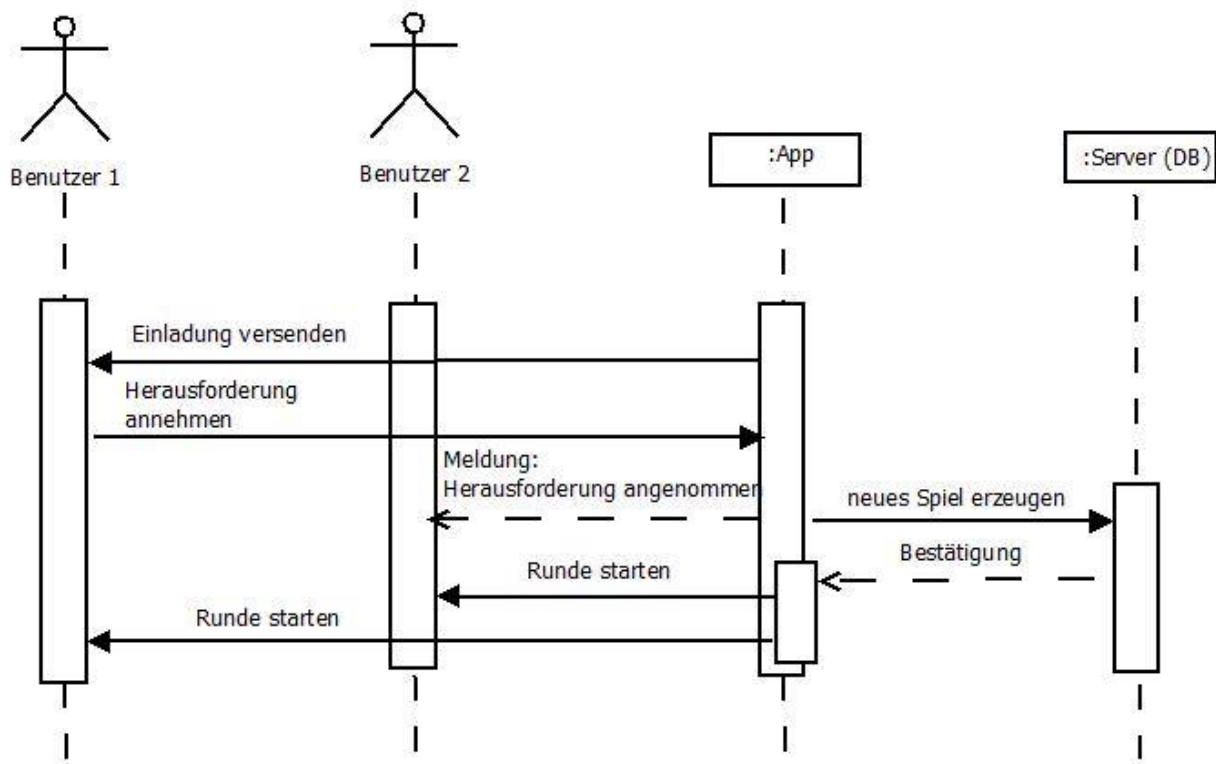 Benutzer 1
Benutzer 2
:App
:Server (DB)
Einladung versenden
Herausforderung
annehmen
Meldung:
Herausforderung angenommen
neues Spiel erzeugen
Bestätigung
Runde starten
Runde starten